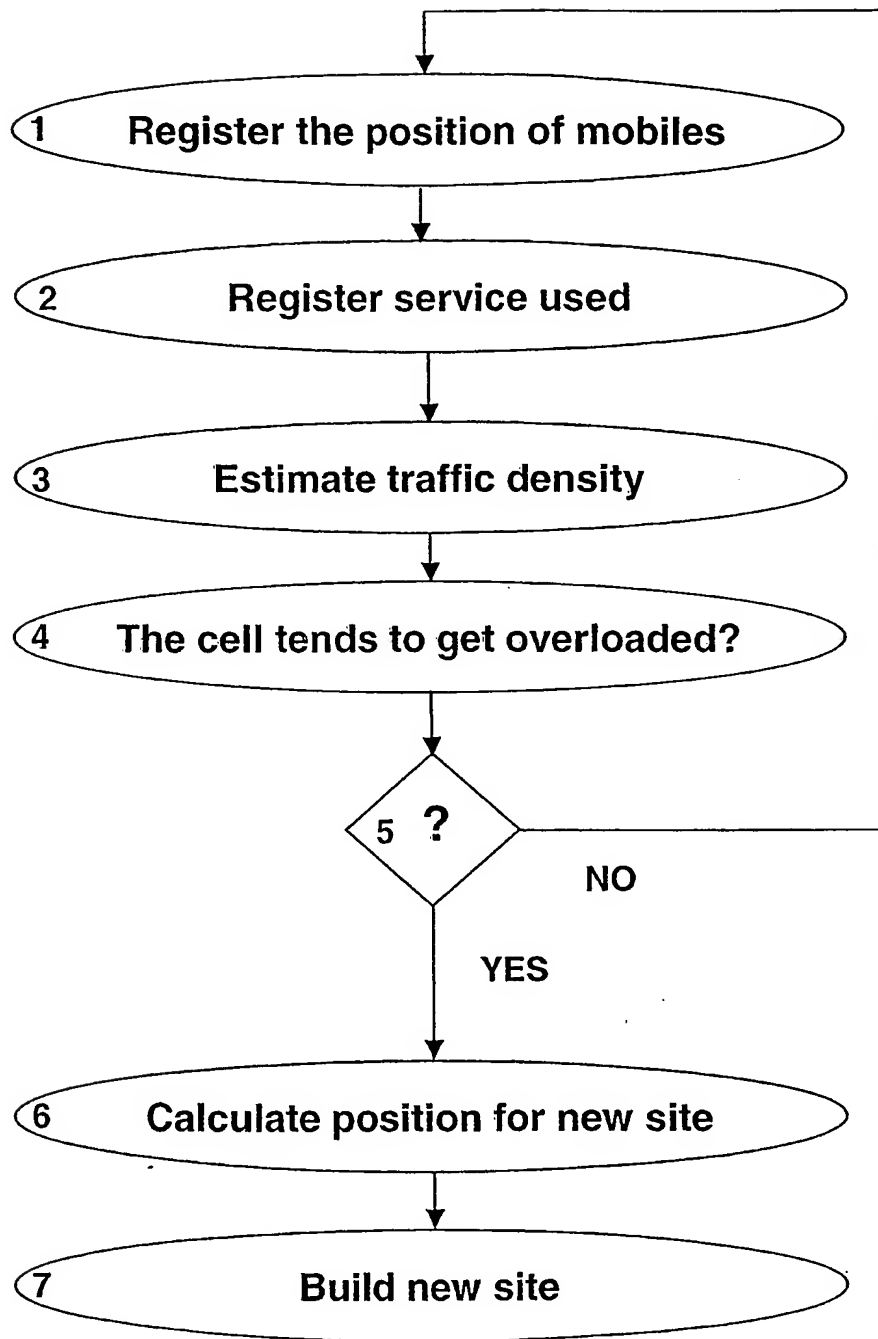 1 Register the position of mobiles
2 Register service used
3 Estimate traffic density
4 The cell tends to get overloaded?
5 ?
NO
YES
6 Calculate position for new site
7 Build new site